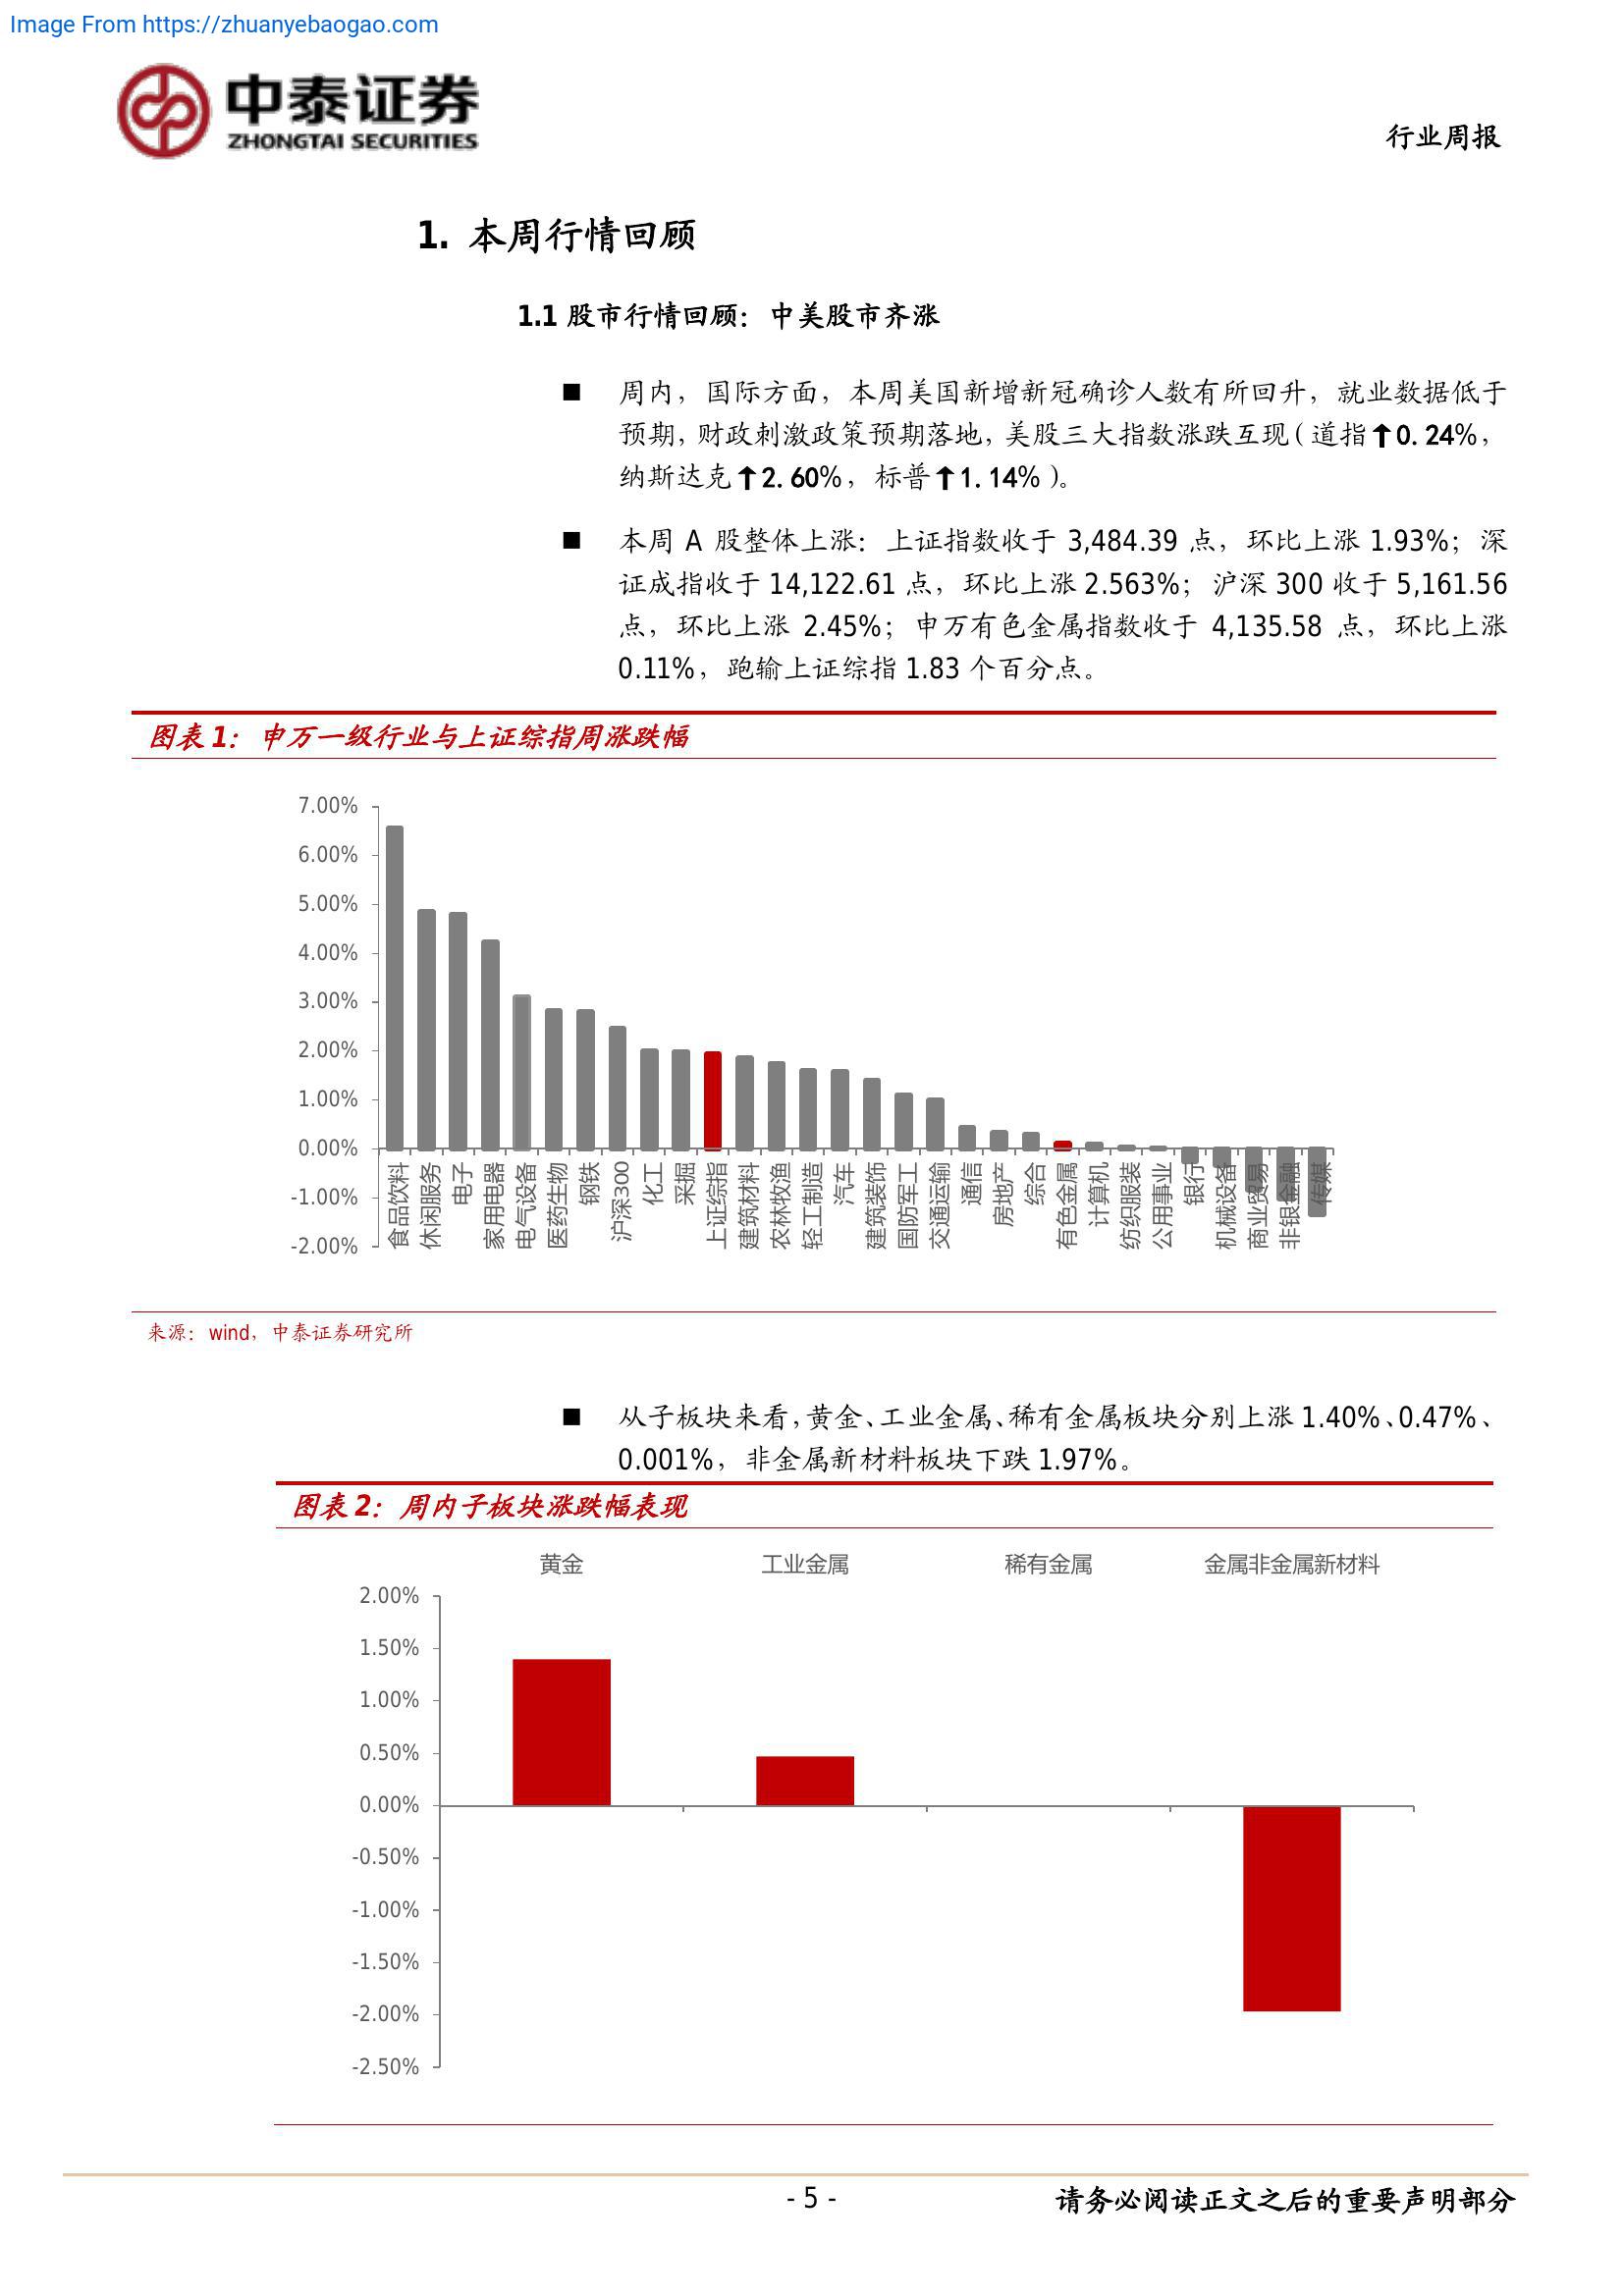 Image From https://zhuanyebaogao.com
中泰证券
ZHONGTAI SECURITIES
行业周报
1. 本周行情回顾
1.1 股市行情回顾：中美股市齐涨
■ 周内，国际方面，本周美国新增新冠确诊人数有所回升，就业数据低于
预期，财政刺激政策预期落地，美股三大指数涨跌互现（道指↑0.24%，
纳斯达克↑2.60%，标普↑1.14%）。
■ 本周 A 股整体上涨：上证指数收于 3,484.39 点，环比上涨 1.93%；深
证成指收于 14,122.61 点，环比上涨 2.563%；沪深 300 收于 5,161.56
点，环比上涨 2.45%；申万有色金属指数收于 4,135.58 点，环比上涨
0.11%，跑输上证综指 1.83 个百分点。
图表 1：申万一级行业与上证综指周涨跌幅
7.00%
6.00%
5.00%
4.00%
3.00%
2.00%
1.00%
0.00%
-1.00%
-2.00%
食品饮料
休闲服务
电子
家用电器
电气设备
医药生物
钢铁
沪深300
化工
采掘
上证综指
建筑材料
农林牧渔
轻工制造
汽车
建筑装饰
国防军工
交通运输
通信
房地产
综合
有色金属
计算机
纺织服装
公用事业
银行
机械设备
商业贸易
非银金融
传媒
来源：wind，中泰证券研究所
■ 从子板块来看，黄金、工业金属、稀有金属板块分别上涨 1.40%、0.47%、
0.001%，非金属新材料板块下跌 1.97%。
图表 2：周内子板块涨跌幅表现
黄金 工业金属 稀有金属 金属非金属新材料
2.00%
1.50%
1.00%
0.50%
0.00%
-0.50%
-1.00%
-1.50%
-2.00%
-2.50%
- 5 -
请务必阅读正文之后的重要声明部分